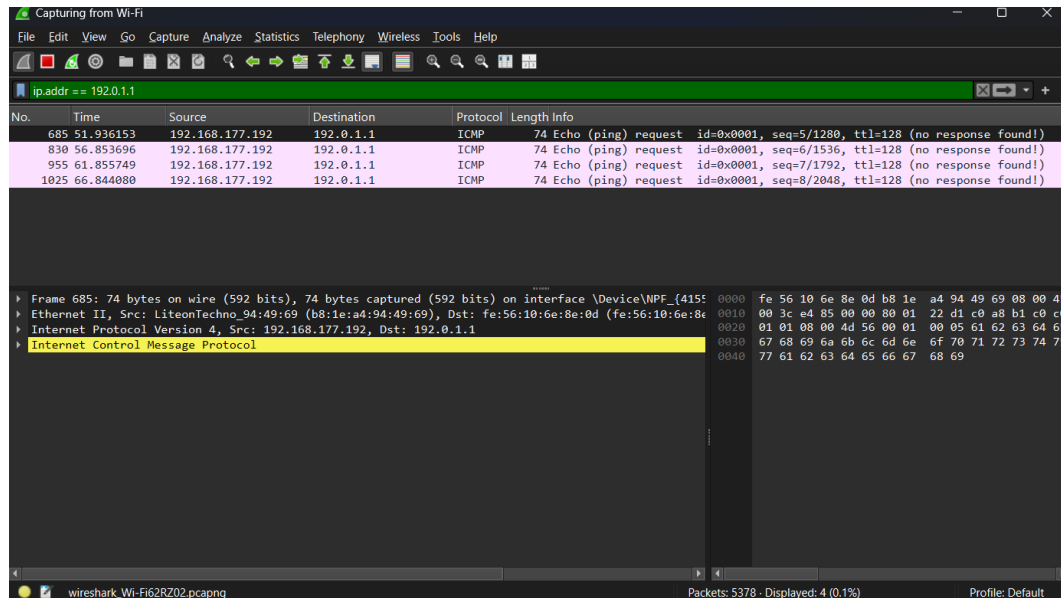 Capturing from Wi-Fi
File Edit View Go Capture Analyze Statistics Telephony Wireless Tools Help
ip.addr == 192.0.1.1
No. Time Source Destination Protocol Length Info
685 51.936153 192.168.177.192 192.0.1.1 ICMP 74 Echo (ping) request id=0x0001, seq=5/1280, ttl=128 (no response found!)
830 56.853696 192.168.177.192 192.0.1.1 ICMP 74 Echo (ping) request id=0x0001, seq=6/1536, ttl=128 (no response found!)
955 61.855749 192.168.177.192 192.0.1.1 ICMP 74 Echo (ping) request id=0x0001, seq=7/1792, ttl=128 (no response found!)
1025 66.844080 192.168.177.192 192.0.1.1 ICMP 74 Echo (ping) request id=0x0001, seq=8/2048, ttl=128 (no response found!)
Frame 685: 74 bytes on wire (592 bits), 74 bytes captured (592 bits) on interface \Device\NPF_{4155
Ethernet II, Src: LiteonTechno_94:49:69 (b8:1e:a4:94:49:69), Dst: fe:56:10:6e:8e:0d (fe:56:10:6e:8e
Internet Protocol Version 4, Src: 192.168.177.192, Dst: 192.0.1.1
Internet Control Message Protocol
0000 fe 56 10 6e 8e 0d b8 1e a4 94 49 69 08 00 4
0010 00 3c e4 85 00 00 80 01 22 d1 c0 a8 b1 c0 c
0020 01 01 08 00 4d 56 00 01 00 05 61 62 63 64 6
0030 67 68 69 6a 6b 6c 6d 6e 6f 70 71 72 73 74 7
0040 77 61 62 63 64 65 66 67 68 69
wireshark_Wi-Fi62RZ02.pcapng Packets: 5378 · Displayed: 4 (0.1%) Profile: Default